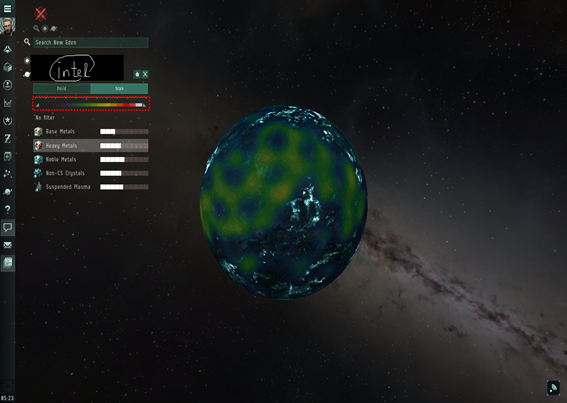 Search New Eden
intel
Build
Scan
No filter
Base Metals
Heavy Metals
Noble Metals
Non-CS Crystals
Suspended Plasma
05:23